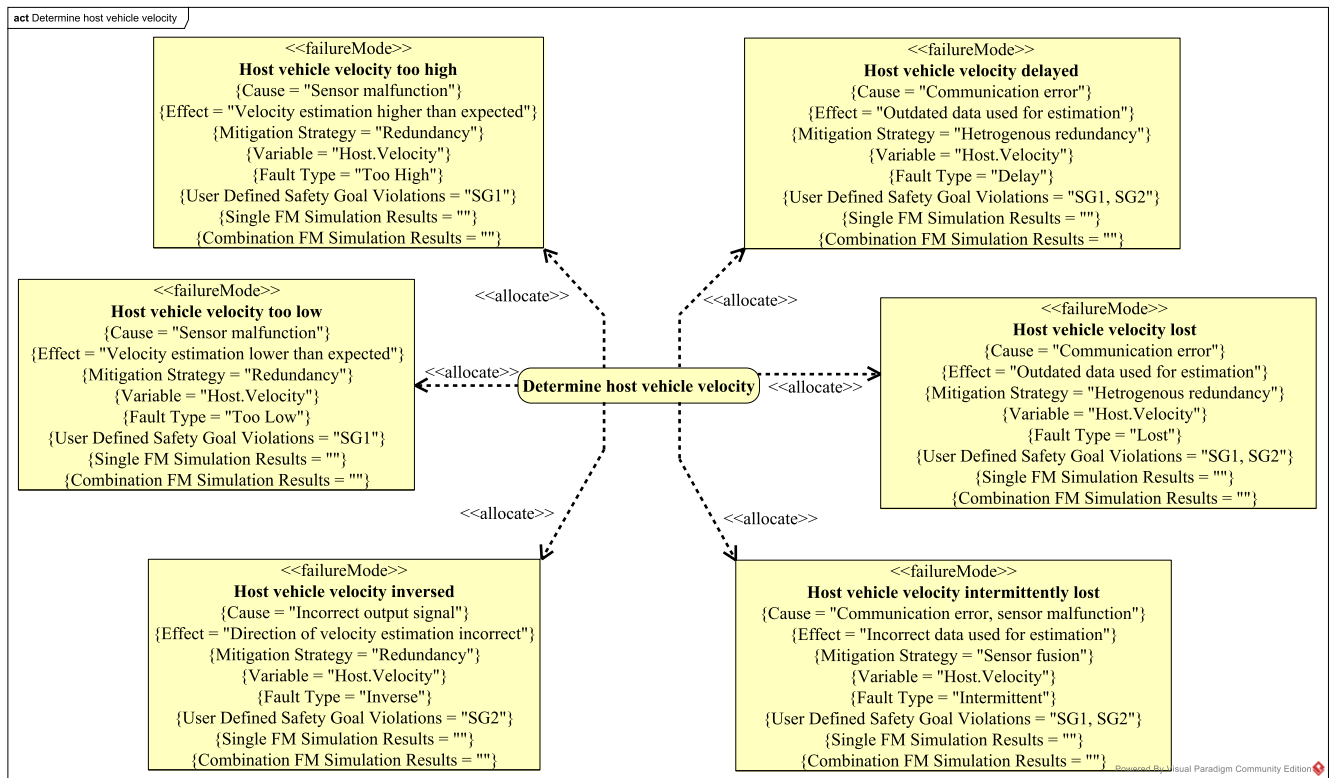 act Determine host vehicle velocity
<<failureMode>>
Host vehicle velocity too high
{Cause = "Sensor malfunction"}
{Effect = "Velocity estimation higher than expected"}
{Mitigation Strategy = "Redundancy"}
{Variable = "Host.Velocity"}
{Fault Type = "Too High"}
{User Defined Safety Goal Violations = "SG1"}
{Single FM Simulation Results = ""}
{Combination FM Simulation Results = ""}
<<failureMode>>
Host vehicle velocity delayed
{Cause = "Communication error"}
{Effect = "Outdated data used for estimation"}
{Mitigation Strategy = "Hetrogenous redundancy"}
{Variable = "Host.Velocity"}
{Fault Type = "Delay"}
{User Defined Safety Goal Violations = "SG1, SG2"}
{Single FM Simulation Results = ""}
{Combination FM Simulation Results = ""}
<<allocate>>
<<allocate>>
<<failureMode>>
Host vehicle velocity too low
{Cause = "Sensor malfunction"}
{Effect = "Velocity estimation lower than expected"}
{Mitigation Strategy = "Redundancy"}
{Variable = "Host.Velocity"}
{Fault Type = "Too Low"}
{User Defined Safety Goal Violations = "SG1"}
{Single FM Simulation Results = ""}
{Combination FM Simulation Results = ""}
<<allocate>>
Determine host vehicle velocity
<<allocate>>
<<failureMode>>
Host vehicle velocity lost
{Cause = "Communication error"}
{Effect = "Outdated data used for estimation"}
{Mitigation Strategy = "Hetrogenous redundancy"}
{Variable = "Host.Velocity"}
{Fault Type = "Lost"}
{User Defined Safety Goal Violations = "SG1, SG2"}
{Single FM Simulation Results = ""}
{Combination FM Simulation Results = ""}
<<allocate>>
<<allocate>>
<<failureMode>>
Host vehicle velocity inversed
{Cause = "Incorrect output signal"}
{Effect = "Direction of velocity estimation incorrect"}
{Mitigation Strategy = "Redundancy"}
{Variable = "Host.Velocity"}
{Fault Type = "Inverse"}
{User Defined Safety Goal Violations = "SG2"}
{Single FM Simulation Results = ""}
{Combination FM Simulation Results = ""}
<<failureMode>>
Host vehicle velocity intermittently lost
{Cause = "Communication error, sensor malfunction"}
{Effect = "Incorrect data used for estimation"}
{Mitigation Strategy = "Sensor fusion"}
{Variable = "Host.Velocity"}
{Fault Type = "Intermittent"}
{User Defined Safety Goal Violations = "SG1, SG2"}
{Single FM Simulation Results = ""}
{Combination FM Simulation Results = ""}
Powered By Visual Paradigm Community Edition